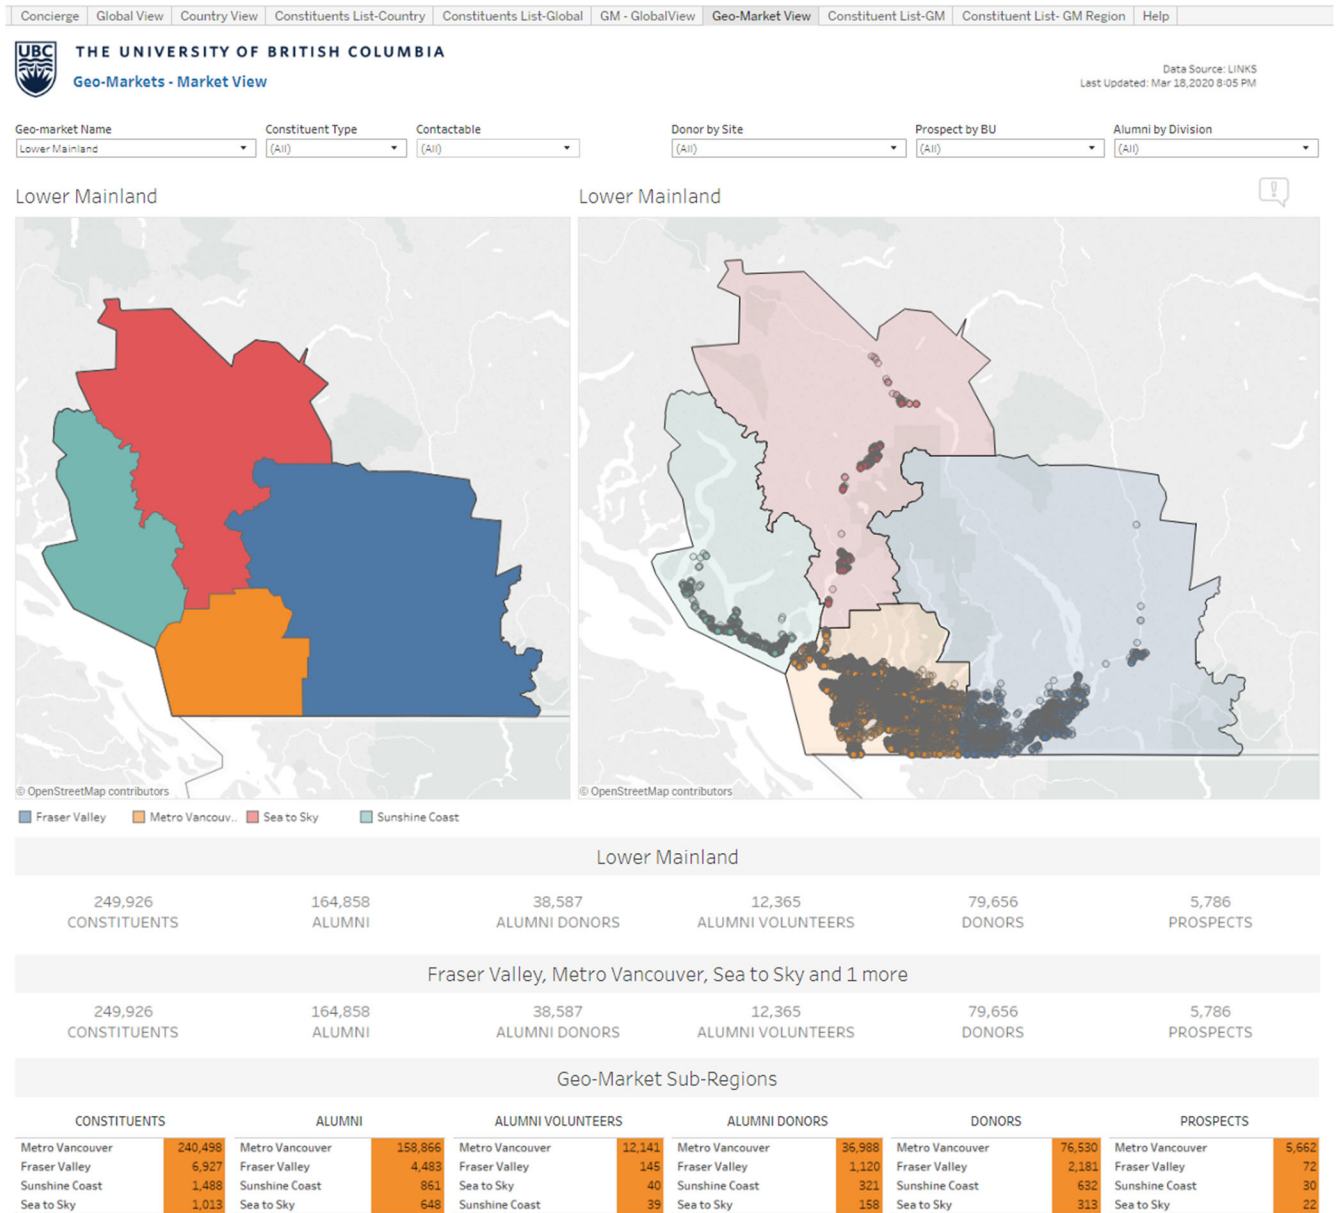 Concierge Global View Country View Constituents List-Country Constituents List-Global GM - GlobalView Geo-Market View Constituent List-GM Constituent List- GM Region Help
UBC THE UNIVERSITY OF BRITISH COLUMBIA
Geo-Markets - Market View
Data Source: LINKS
Last Updated: Mar 18,2020 8:05 PM
Geo-market Name Constituent Type Contactable Donor by Site Prospect by BU Alumni by Division
Lower Mainland (All) (All) (All) (All) (All)
Lower Mainland Lower Mainland
© OpenStreetMap contributors © OpenStreetMap contributors
Fraser Valley Metro Vancouv.. Sea to Sky Sunshine Coast
Lower Mainland
249,926 164,858 38,587 12,365 79,656 5,786
CONSTITUENTS ALUMNI ALUMNI DONORS ALUMNI VOLUNTEERS DONORS PROSPECTS
Fraser Valley, Metro Vancouver, Sea to Sky and 1 more
249,926 164,858 38,587 12,365 79,656 5,786
CONSTITUENTS ALUMNI ALUMNI DONORS ALUMNI VOLUNTEERS DONORS PROSPECTS
Geo-Market Sub-Regions
CONSTITUENTS ALUMNI ALUMNI VOLUNTEERS ALUMNI DONORS DONORS PROSPECTS
Metro Vancouver 240,498 Metro Vancouver 158,866 Metro Vancouver 12,141 Metro Vancouver 36,988 Metro Vancouver 76,530 Metro Vancouver 5,662
Fraser Valley 6,927 Fraser Valley 4,483 Fraser Valley 145 Fraser Valley 1,120 Fraser Valley 2,181 Fraser Valley 72
Sunshine Coast 1,488 Sunshine Coast 861 Sea to Sky 40 Sunshine Coast 321 Sunshine Coast 632 Sunshine Coast 30
Sea to Sky 1,013 Sea to Sky 648 Sunshine Coast 39 Sea to Sky 158 Sea to Sky 313 Sea to Sky 22